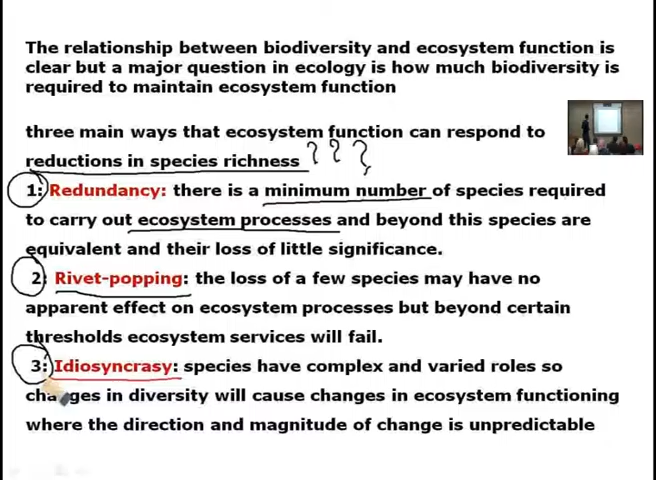 The relationship between biodiversity and ecosystem function is
clear but a major question in ecology is how much biodiversity is
required to maintain ecosystem function
three main ways that ecosystem function can respond to
reductions in species richness ???
1: Redundancy: there is a minimum number of species required
to carry out ecosystem processes and beyond this species are
equivalent and their loss of little significance.
2: Rivet-popping: the loss of a few species may have no
apparent effect on ecosystem processes but beyond certain
thresholds ecosystem services will fail.
3: Idiosyncrasy: species have complex and varied roles so
changes in diversity will cause changes in ecosystem functioning
where the direction and magnitude of change is unpredictable